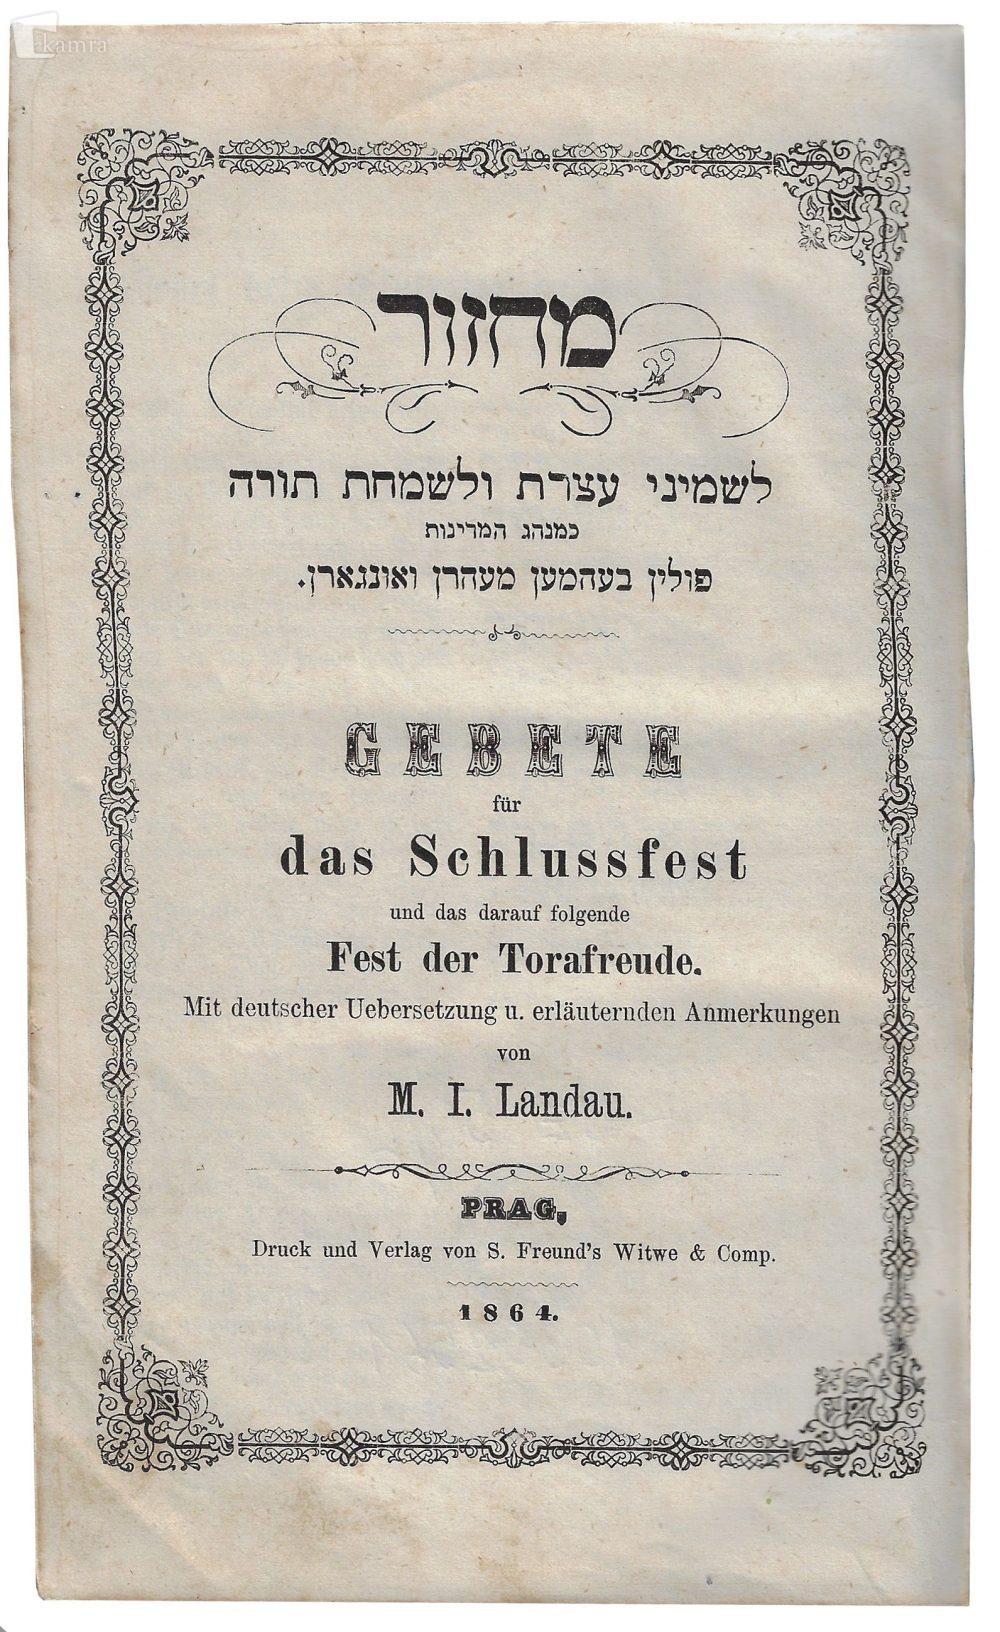 kamra
מחזור
לשמיני עצרת ולשמחת תורה
כמנהג המדינות
פולין בעהמען מעהרן ואונגארן.
GEBETE
für
das Schlussfest
und das darauf folgende
Fest der Torafreude.
Mit deutscher Uebersetzung u. erläuternden Anmerkungen
von
M. I. Landau.
PRAG,
Druck und Verlag von S. Freund's Witwe & Comp.
1864.